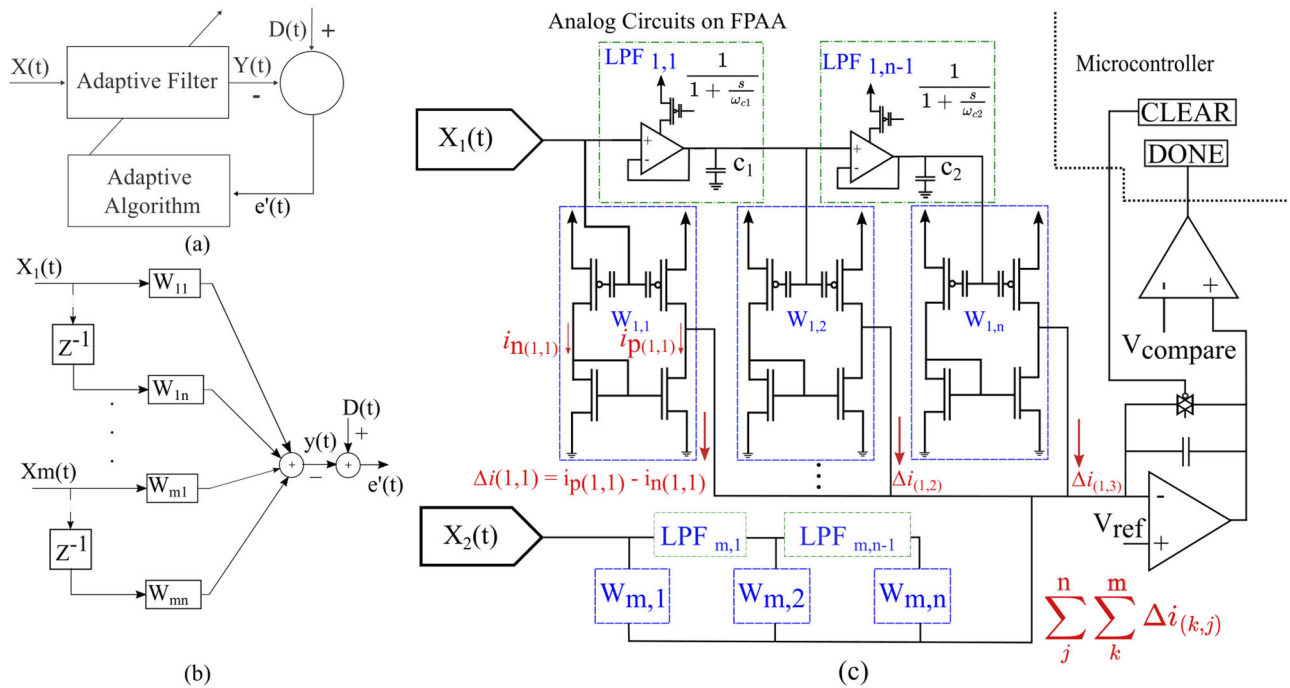 D(t)
+
X(t)
Adaptive Filter
Y(t)
-
Adaptive
Algorithm
e'(t)
(a)
X₁(t)
W₁₁
Z⁻¹
W₁ₙ
.
.
.
Xm(t)
Wₘ₁
Z⁻¹
Wₘₙ
+
y(t)
−
D(t)
+
+
e'(t)
(b)
Analog Circuits on FPAA
LPF 1,1
1
1 + s/ω_c1
LPF 1,n-1
1
1 + s/ω_c2
X₁(t)
+
-
c₁
+
-
c₂
W1,1
W1,2
W1,n
in(1,1)
ip(1,1)
Δi(1,1) = ip(1,1) - in(1,1)
Δi(1,2)
Δi(1,3)
...
X₂(t)
LPF m,1
LPF m,n-1
Wm,1
Wm,2
Wm,n
Microcontroller
CLEAR
DONE
-
+
Vcompare
-
Vref
+
n m
∑ ∑ Δi(k,j)
j k
(c)